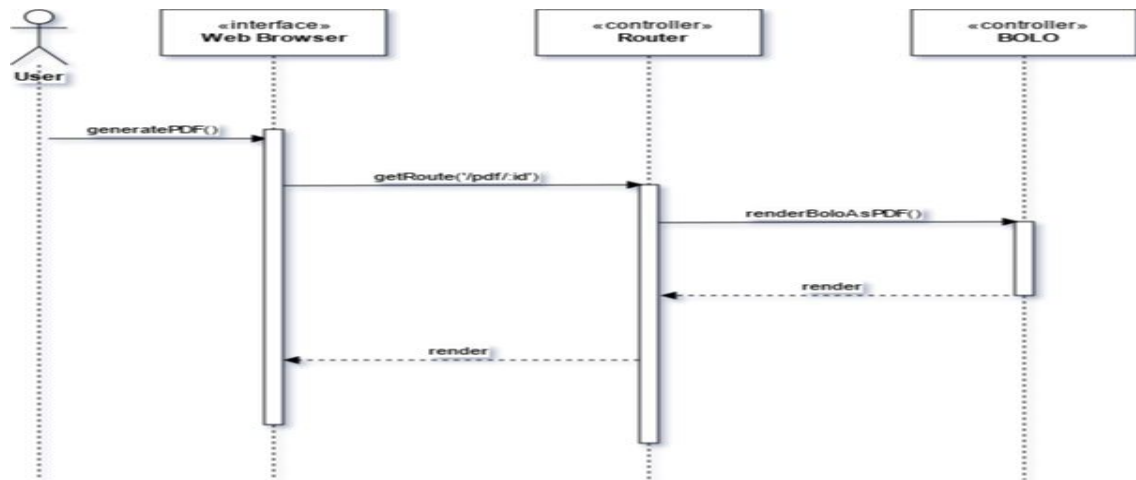 «interface»
Web Browser
«controller»
Router
«controller»
BOLO
User
generatePDF()
getRoute('/pdf/:id')
renderBoloAsPDF()
render
render